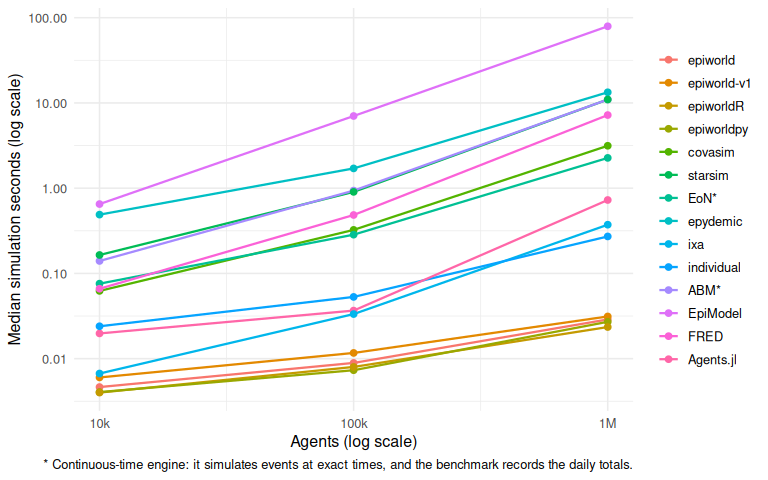 100.00
10.00
1.00
0.10
0.01
Median simulation seconds (log scale)
10k
100k
1M
Agents (log scale)
epiworld
epiworld-v1
epiworldR
epiworldpy
covasim
starsim
EoN*
epydemic
ixa
individual
ABM*
EpiModel
FRED
Agents.jl
* Continuous-time engine: it simulates events at exact times, and the benchmark records the daily totals.